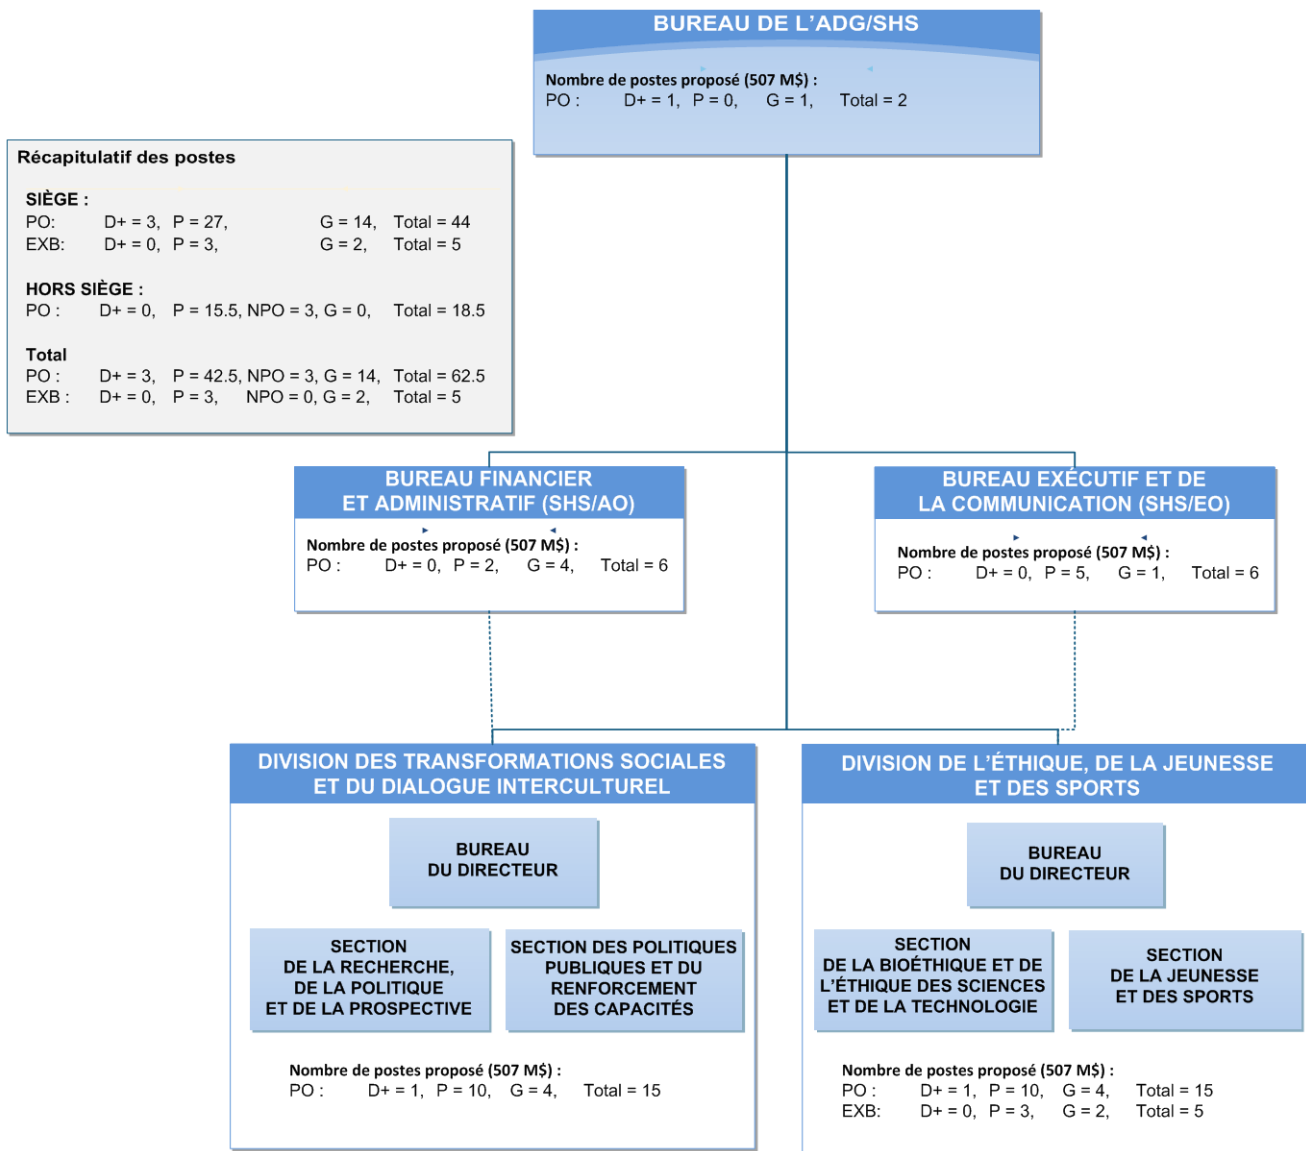 BUREAU DE L'ADG/SHS
Nombre de postes proposé (507 M$) :
PO : D+ = 1, P = 0, G = 1, Total = 2
Récapitulatif des postes
SIÈGE :
PO: D+ = 3, P = 27, G = 14, Total = 44
EXB: D+ = 0, P = 3, G = 2, Total = 5
HORS SIÈGE :
PO : D+ = 0, P = 15.5, NPO = 3, G = 0, Total = 18.5
Total
PO : D+ = 3, P = 42.5, NPO = 3, G = 14, Total = 62.5
EXB : D+ = 0, P = 3, NPO = 0, G = 2, Total = 5
BUREAU FINANCIER
ET ADMINISTRATIF (SHS/AO)
Nombre de postes proposé (507 M$) :
PO : D+ = 0, P = 2, G = 4, Total = 6
BUREAU EXÉCUTIF ET DE
LA COMMUNICATION (SHS/EO)
Nombre de postes proposé (507 M$) :
PO : D+ = 0, P = 5, G = 1, Total = 6
DIVISION DES TRANSFORMATIONS SOCIALES
ET DU DIALOGUE INTERCULTUREL
BUREAU
DU DIRECTEUR
SECTION
DE LA RECHERCHE,
DE LA POLITIQUE
ET DE LA PROSPECTIVE
SECTION DES POLITIQUES
PUBLIQUES ET DU
RENFORCEMENT
DES CAPACITÉS
Nombre de postes proposé (507 M$) :
PO : D+ = 1, P = 10, G = 4, Total = 15
DIVISION DE L'ÉTHIQUE, DE LA JEUNESSE
ET DES SPORTS
BUREAU
DU DIRECTEUR
SECTION
DE LA BIOÉTHIQUE ET DE
L'ÉTHIQUE DES SCIENCES
ET DE LA TECHNOLOGIE
SECTION
DE LA JEUNESSE
ET DES SPORTS
Nombre de postes proposé (507 M$) :
PO : D+ = 1, P = 10, G = 4, Total = 15
EXB: D+ = 0, P = 3, G = 2, Total = 5